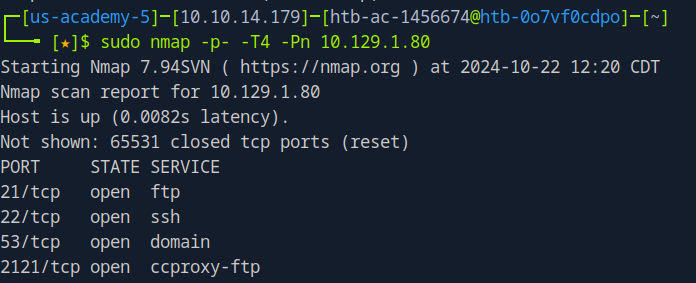 [us-academy-5]─[10.10.14.179]─[htb-ac-1456674@htb-0o7vf0cdpo]─[~]
[★]$ sudo nmap -p- -T4 -Pn 10.129.1.80
Starting Nmap 7.94SVN ( https://nmap.org ) at 2024-10-22 12:20 CDT
Nmap scan report for 10.129.1.80
Host is up (0.0082s latency).
Not shown: 65531 closed tcp ports (reset)
PORT     STATE SERVICE
21/tcp   open  ftp
22/tcp   open  ssh
53/tcp   open  domain
2121/tcp open  ccproxy-ftp